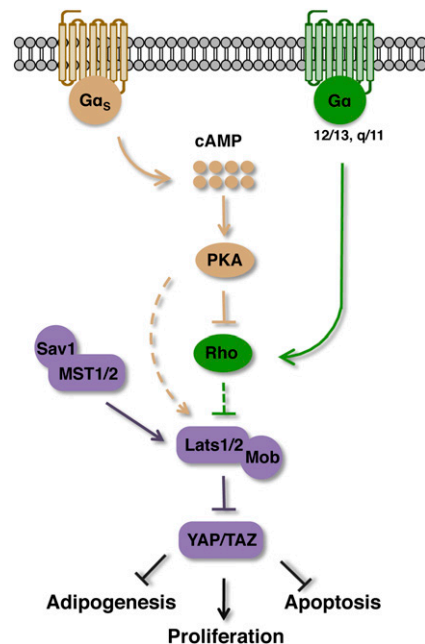 Gαs
Gα
12/13, q/11
cAMP
PKA
Rho
Sav1
MST1/2
Lats1/2
Mob
YAP/TAZ
Adipogenesis
Apoptosis
Proliferation